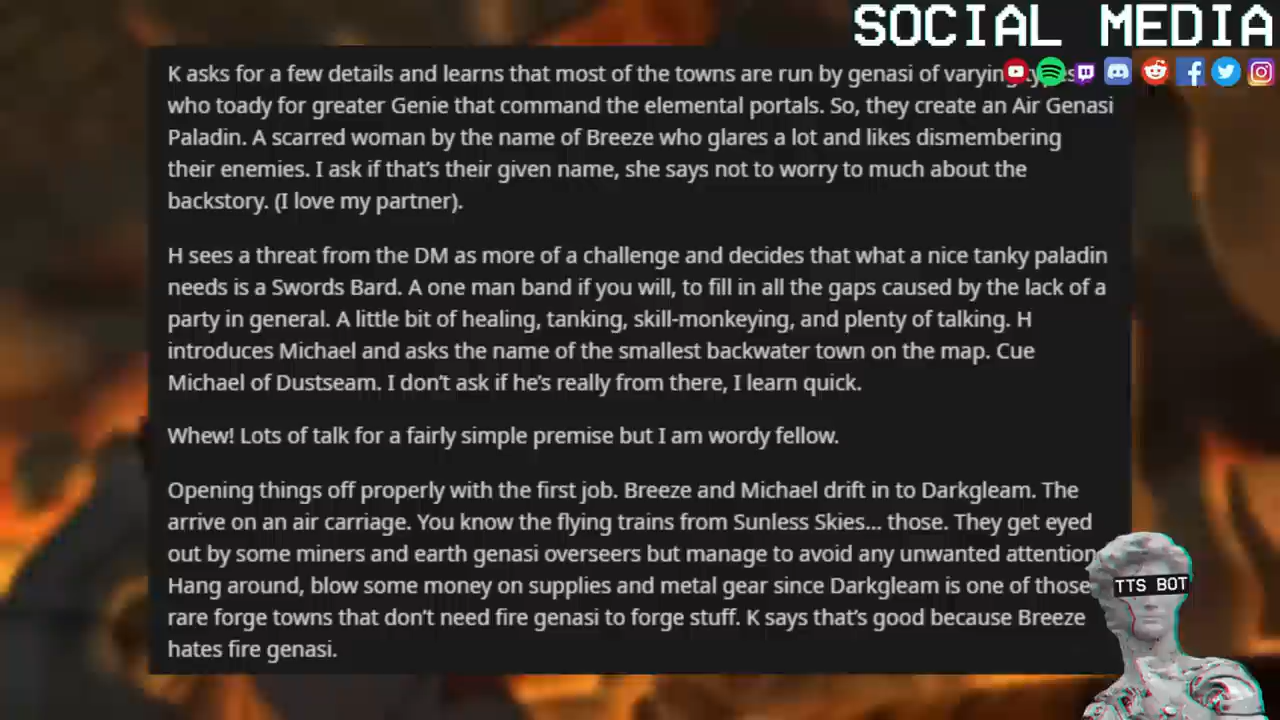 SOCIAL MEDIA
K asks for a few details and learns that most of the towns are run by genasi of varying types
who toady for greater Genie that command the elemental portals. So, they create an Air Genasi
Paladin. A scarred woman by the name of Breeze who glares a lot and likes dismembering
their enemies. I ask if that’s their given name, she says not to worry to much about the
backstory. (I love my partner).
H sees a threat from the DM as more of a challenge and decides that what a nice tanky paladin
needs is a Swords Bard. A one man band if you will, to fill in all the gaps caused by the lack of a
party in general. A little bit of healing, tanking, skill-monkeying, and plenty of talking. H
introduces Michael and asks the name of the smallest backwater town on the map. Cue
Michael of Dustseam. I don’t ask if he’s really from there, I learn quick.
Whew! Lots of talk for a fairly simple premise but I am wordy fellow.
Opening things off properly with the first job. Breeze and Michael drift in to Darkgleam. The
arrive on an air carriage. You know the flying trains from Sunless Skies... those. They get eyed
out by some miners and earth genasi overseers but manage to avoid any unwanted attention
Hang around, blow some money on supplies and metal gear since Darkgleam is one of those
rare forge towns that don’t need fire genasi to forge stuff. K says that’s good because Breeze
hates fire genasi.
TTS BOT